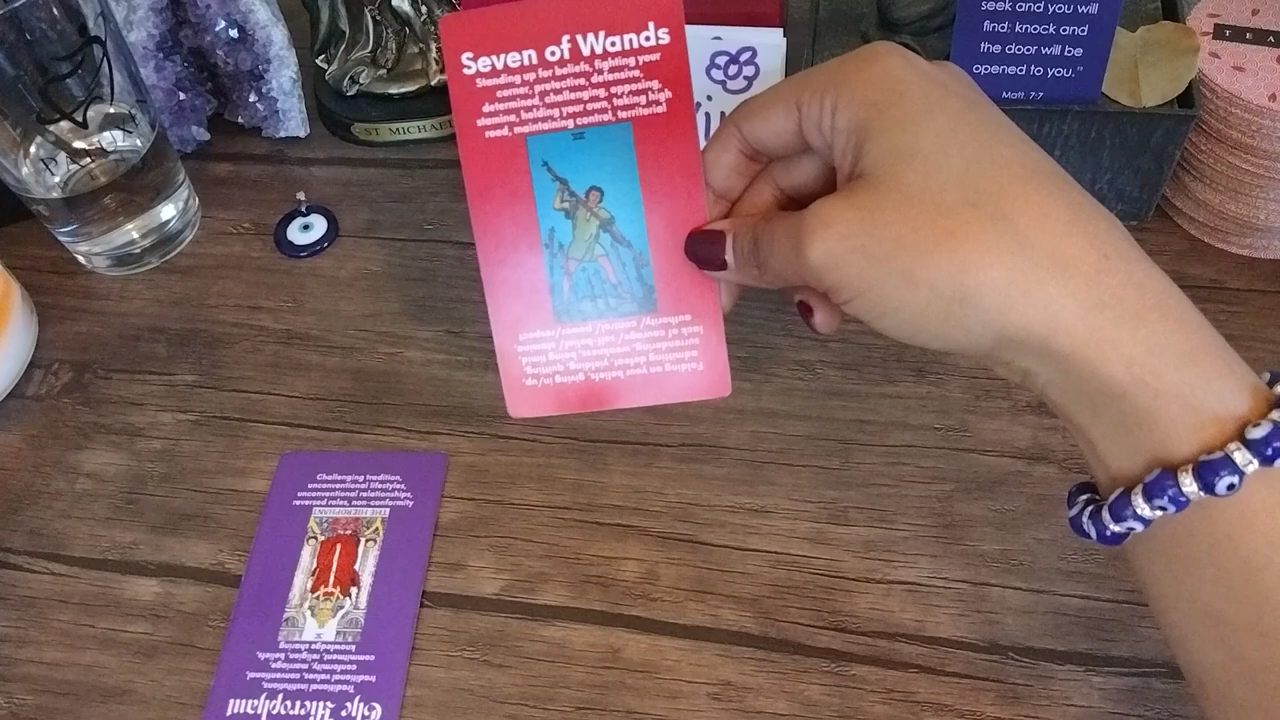 seek and you will
find; knock and
the door will be
opened to you."
Matt. 7:7
TEA
PATRÓN
ST MICHAEL
Seven of Wands
Standing up for beliefs, fighting your
corner, protective, defensive,
determined, challenging, opposing,
stamina, holding your own, taking high
road, maintaining control, territorial
VII
Folding on your beliefs, giving in/up,
admitting defeat, yielding, quitting,
surrendering, weakness, being timid,
lack of courage/ self-belief/ stamina,
authority/ control/ power/respect
Challenging tradition,
unconventional lifestyles,
unconventional relationships,
reversed roles, non-conformity
THE HIEROPHANT
V
The Hierophant
Traditional institutions,
traditional values, conventional,
conformity, marriage,
commitment, religion, beliefs,
knowledge sharing